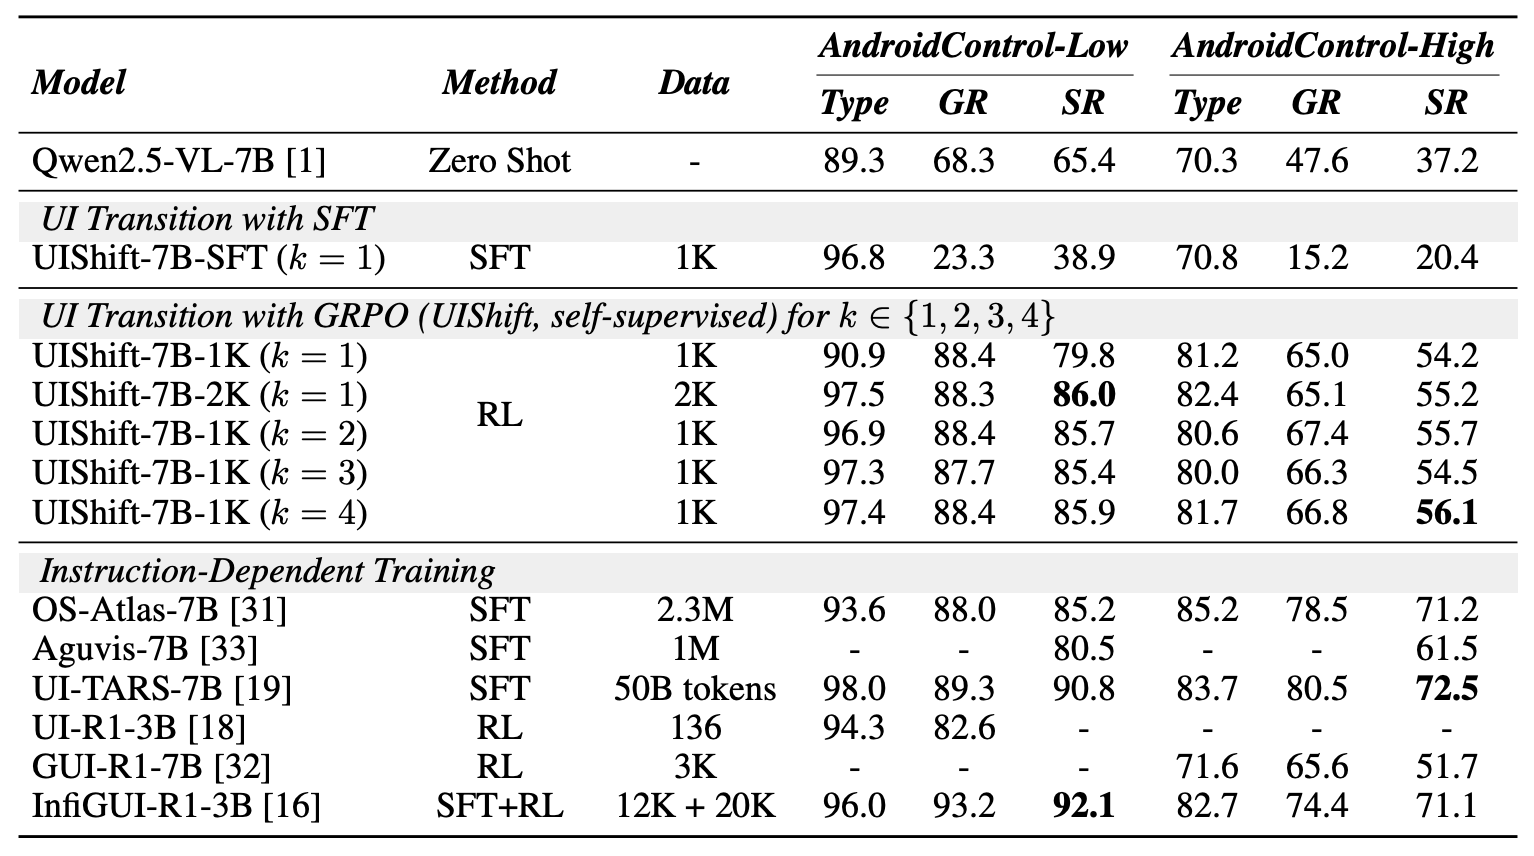 Model Method Data AndroidControl-Low AndroidControl-High
Type GR SR Type GR SR
Qwen2.5-VL-7B [1] Zero Shot - 89.3 68.3 65.4 70.3 47.6 37.2
UI Transition with SFT
UIShift-7B-SFT (k = 1) SFT 1K 96.8 23.3 38.9 70.8 15.2 20.4
UI Transition with GRPO (UIShift, self-supervised) for k ∈ {1, 2, 3, 4}
UIShift-7B-1K (k = 1) RL 1K 90.9 88.4 79.8 81.2 65.0 54.2
UIShift-7B-2K (k = 1) 2K 97.5 88.3 86.0 82.4 65.1 55.2
UIShift-7B-1K (k = 2) 1K 96.9 88.4 85.7 80.6 67.4 55.7
UIShift-7B-1K (k = 3) 1K 97.3 87.7 85.4 80.0 66.3 54.5
UIShift-7B-1K (k = 4) 1K 97.4 88.4 85.9 81.7 66.8 56.1
Instruction-Dependent Training
OS-Atlas-7B [31] SFT 2.3M 93.6 88.0 85.2 85.2 78.5 71.2
Aguvis-7B [33] SFT 1M - - 80.5 - - 61.5
UI-TARS-7B [19] SFT 50B tokens 98.0 89.3 90.8 83.7 80.5 72.5
UI-R1-3B [18] RL 136 94.3 82.6 - - - -
GUI-R1-7B [32] RL 3K - - - 71.6 65.6 51.7
InfiGUI-R1-3B [16] SFT+RL 12K + 20K 96.0 93.2 92.1 82.7 74.4 71.1